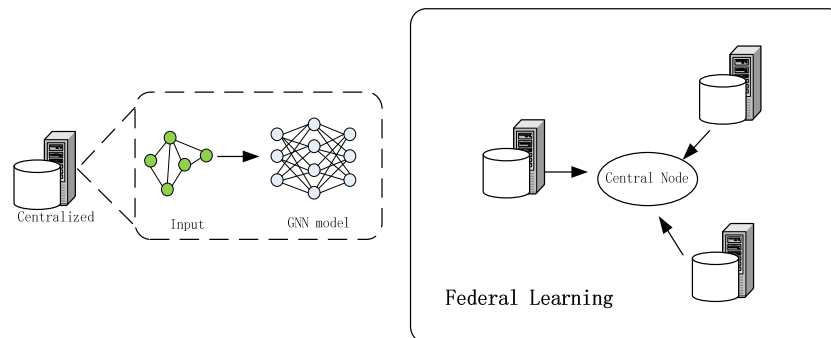 Centralized
Input
GNN model
Central Node
Federal Learning